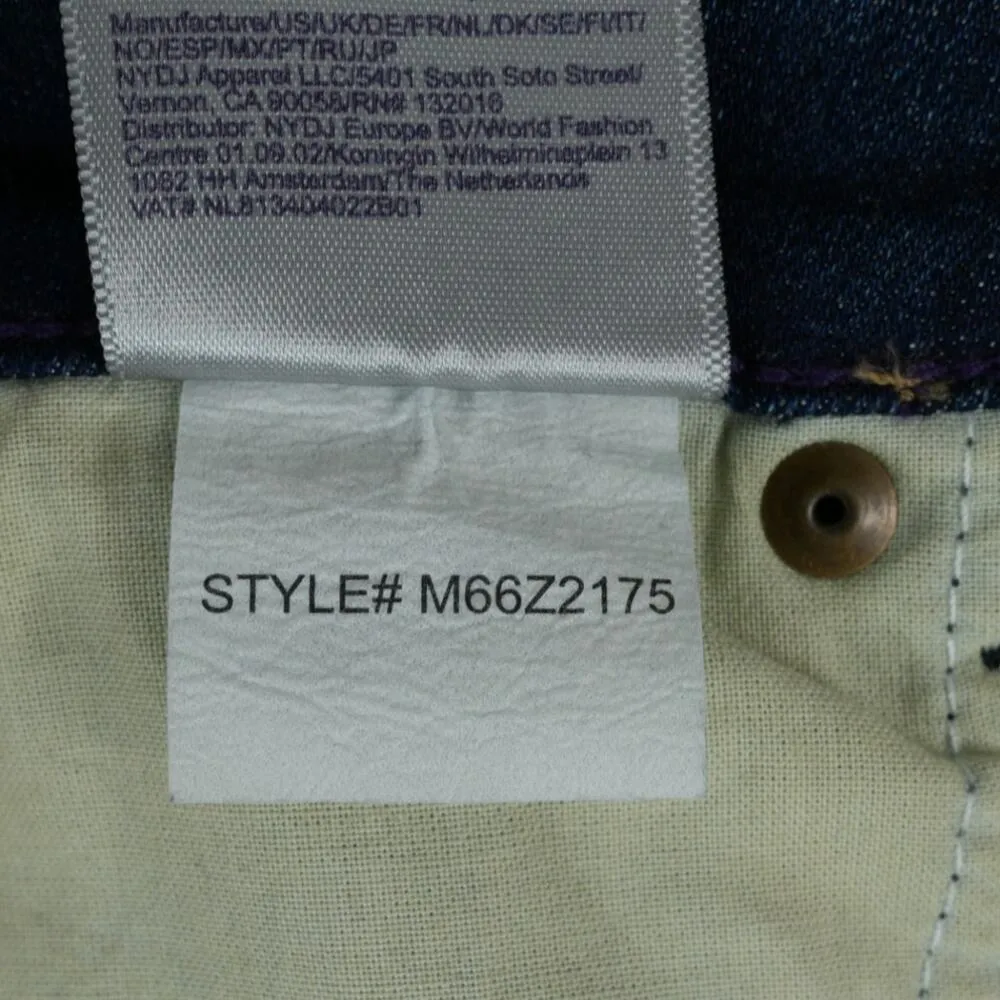 Manufacture/US/UK/DE/FR/NL/DK/SE/FI/IT/
NO/ESP/MX/PT/RU/JP
NYDJ Apparel LLC/5401 South Soto Street/
Vernon, CA 90058/RN# 132018
Distributor: NYDJ Europe BV/World Fashion
Centre 01.09.02/Koningin Wilhelminaplein 13
1062 HH Amsterdam/The Netherlands
VAT# NL813404022B01
STYLE# M66Z2175